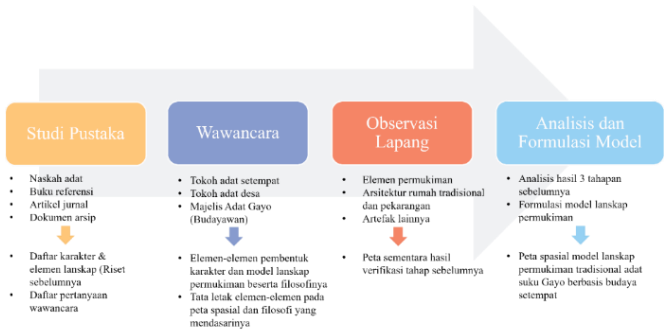 Studi Pustaka
• Naskah adat
• Buku referensi
• Artikel jurnal
• Dokumen arsip
• Daftar karakter &
elemen lanskap (Riset
sebelumnya
• Daftar pertanyaan
wawancara
Wawancara
• Tokoh adat setempat
• Tokoh adat desa
• Majelis Adat Gayo
(Budayawan)
• Elemen-elemen pembentuk
karakter dan model lanskap
permukiman beserta filosofinya
• Tata letak elemen-elemen pada
peta spasial dan filosofi yang
mendasarinya
Observasi
Lapang
• Elemen permukiman
• Arsitektur rumah tradisional
dan pekarangan
• Artefak lainnya
• Peta sementara hasil
verifikasi tahap sebelumnya
Analisis dan
Formulasi Model
• Analisis hasil 3 tahapan
sebelumnya
• Formulasi model lanskap
permukiman
• Peta spasial model lanskap
permukiman tradisional adat
suku Gayo berbasis budaya
setempat